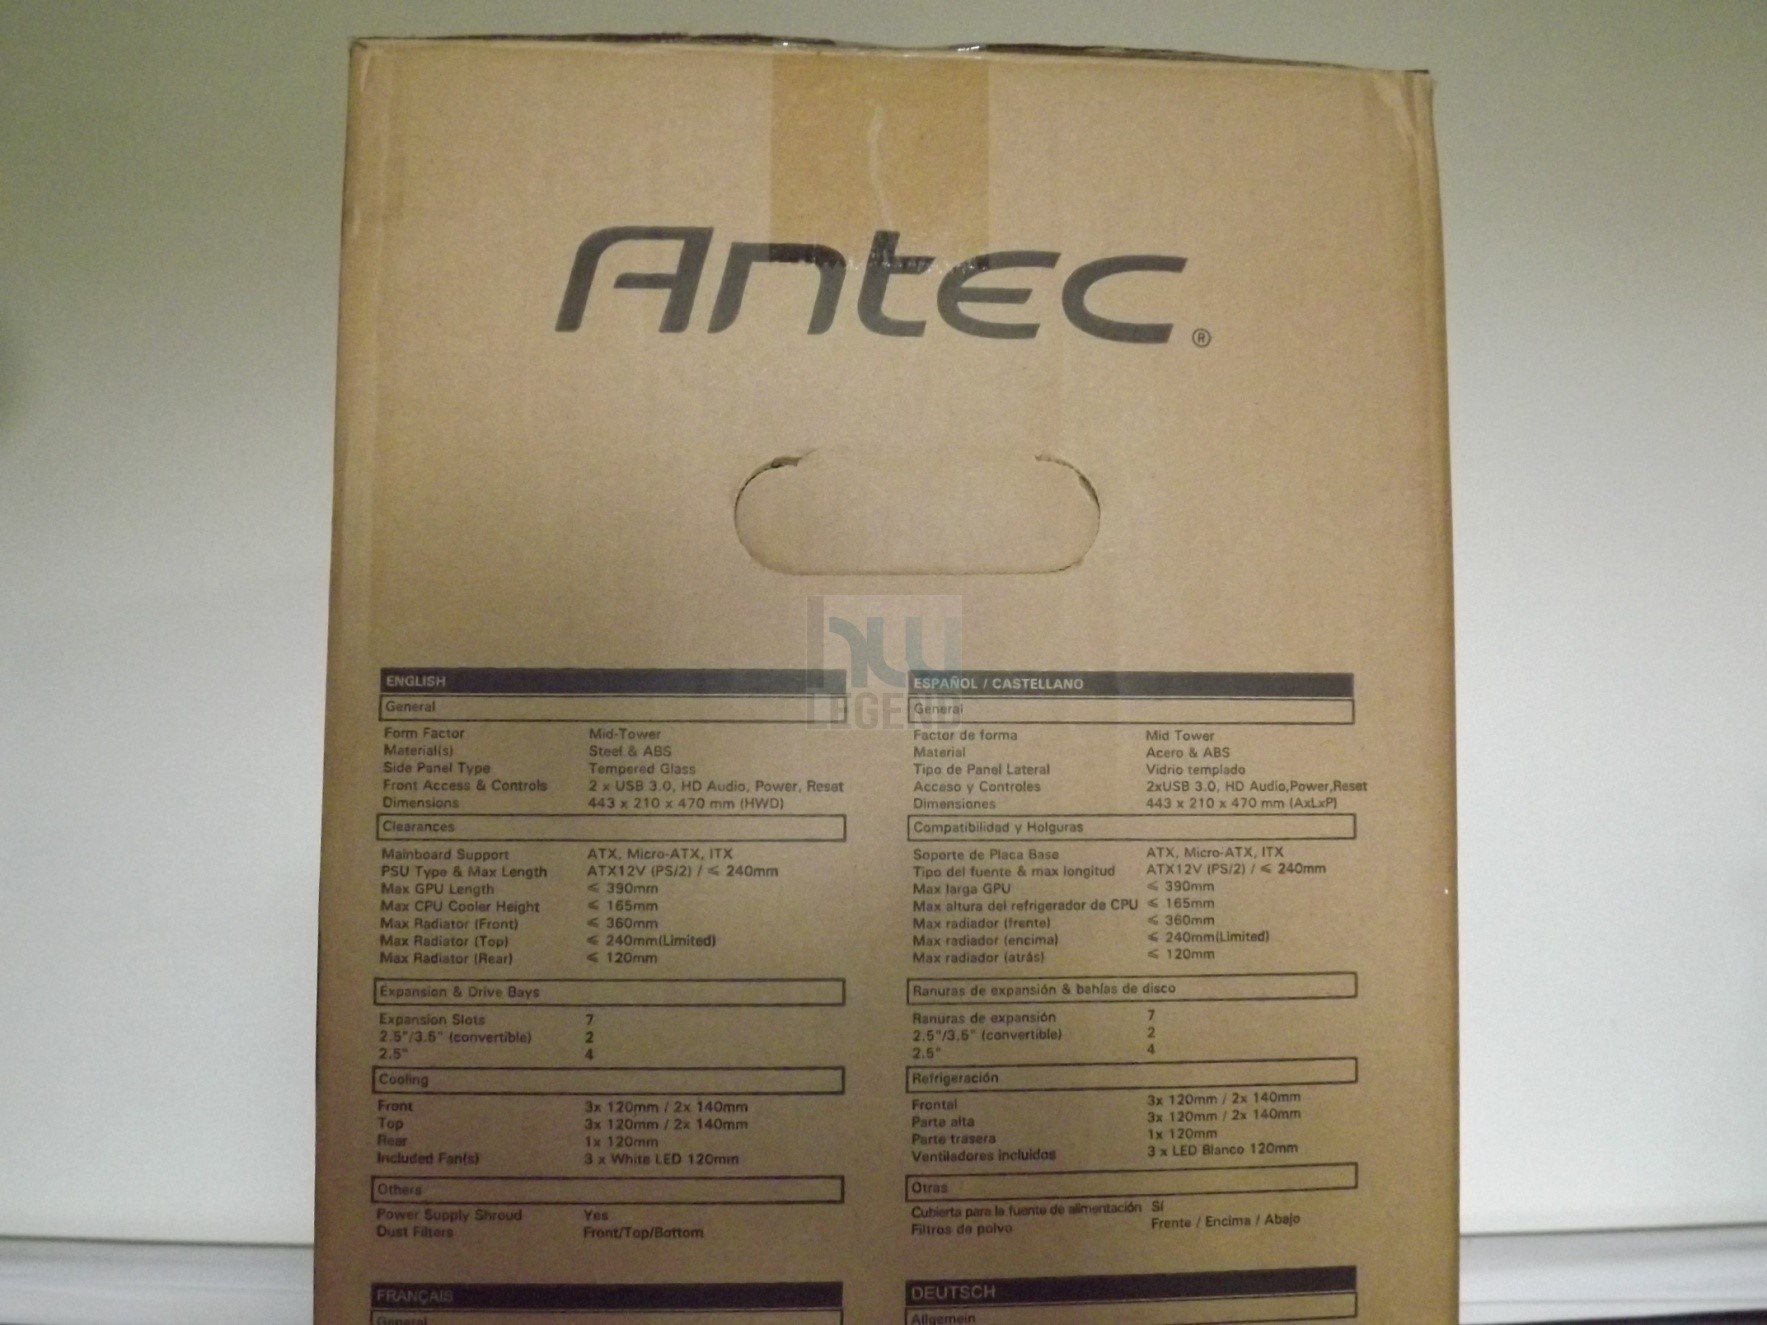 Antec®
HW
LEGEND
ENGLISH
General
Form Factor Mid-Tower
Material(s) Steel & ABS
Side Panel Type Tempered Glass
Front Access & Controls 2 x USB 3.0, HD Audio, Power, Reset
Dimensions 443 x 210 x 470 mm (HWD)
Clearances
Mainboard Support ATX, Micro-ATX, ITX
PSU Type & Max Length ATX12V (PS/2) / ≤ 240mm
Max GPU Length ≤ 390mm
Max CPU Cooler Height ≤ 165mm
Max Radiator (Front) ≤ 360mm
Max Radiator (Top) ≤ 240mm(Limited)
Max Radiator (Rear) ≤ 120mm
Expansion & Drive Bays
Expansion Slots 7
2.5"/3.5" (convertible) 2
2.5" 4
Cooling
Front 3x 120mm / 2x 140mm
Top 3x 120mm / 2x 140mm
Rear 1x 120mm
Included Fan(s) 3 x White LED 120mm
Others
Power Supply Shroud Yes
Dust Filters Front/Top/Bottom
ESPAÑOL / CASTELLANO
General
Factor de forma Mid Tower
Material Acero & ABS
Tipo de Panel Lateral Vidrio templado
Acceso y Controles 2xUSB 3.0, HD Audio,Power,Reset
Dimensiones 443 x 210 x 470 mm (AxLxP)
Compatibilidad y Holguras
Soporte de Placa Base ATX, Micro-ATX, ITX
Tipo del fuente & max longitud ATX12V (PS/2) / ≤ 240mm
Max larga GPU ≤ 390mm
Max altura del refrigerador de CPU ≤ 165mm
Max radiador (frente) ≤ 360mm
Max radiador (encima) ≤ 240mm(Limited)
Max radiador (atrás) ≤ 120mm
Ranuras de expansión & bahías de disco
Ranuras de expansión 7
2.5"/3.5" (convertible) 2
2.5" 4
Refrigeración
Frontal 3x 120mm / 2x 140mm
Parte alta 3x 120mm / 2x 140mm
Parte trasera 1x 120mm
Ventiladores incluidos 3 x LED Blanco 120mm
Otras
Cubierta para la fuente de alimentación Sí
Filtros de polvo Frente / Encima / Abajo
FRANÇAIS
General
DEUTSCH
Allgemein